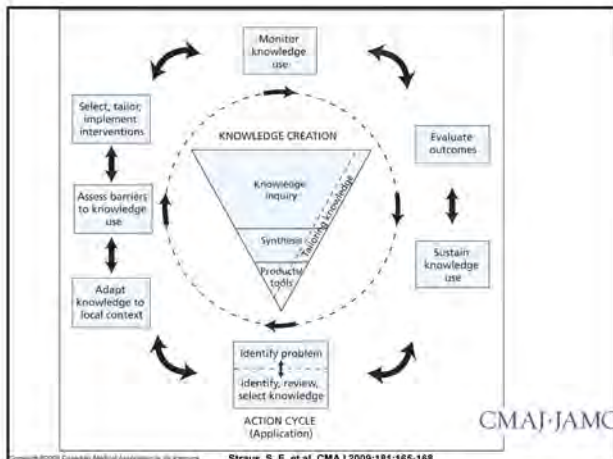 Monitor
knowledge
use
Select, tailor,
implement
interventions
KNOWLEDGE CREATION
Evaluate
outcomes
Knowledge
inquiry
Tailoring knowledge
Assess barriers
to knowledge
use
Synthesis
Products/
tools
Sustain
knowledge
use
Adapt
knowledge to
local context
Identify problem
Identify, review,
select knowledge
ACTION CYCLE
(Application)
CMAJ·JAMC
Straus, S. E. et al. CMAJ 2009;181:165-168